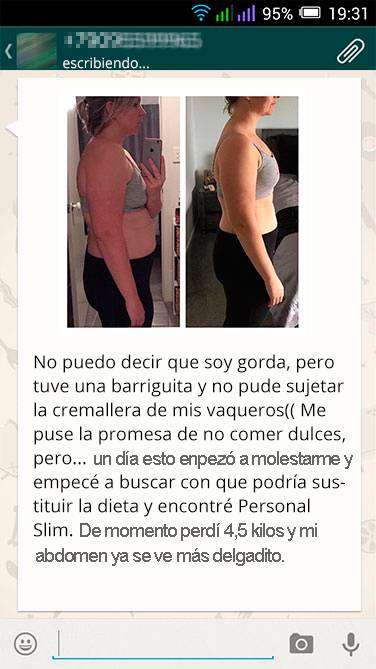 95% 19:31
escribiendo...
No puedo decir que soy gorda, pero
tuve una barriguita y no pude sujetar
la cremallera de mis vaqueros(( Me
puse la promesa de no comer dulces,
pero... un día esto enpezó a molestarme y
empecé a buscar con que podría sus-
tituir la dieta y encontré Personal
Slim. De momento perdí 4,5 kilos y mi
abdomen ya se ve más delgadito.